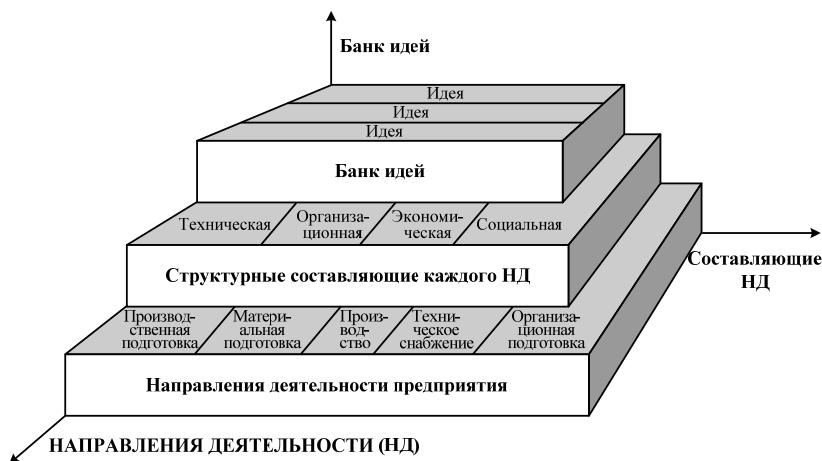 Банк идей
Идея
Идея
Идея
Банк идей
Техническая
Организа-
ционная
Экономи-
ческая
Социальная
Структурные составляющие каждого НД
Составляющие
НД
Производ-
ственная
подготовка
Матери-
альная
подготовка
Произ-
вод-
ство
Техни-
ческое
снабжение
Организа-
ционная
подготовка
Направления деятельности предприятия
НАПРАВЛЕНИЯ ДЕЯТЕЛЬНОСТИ (НД)